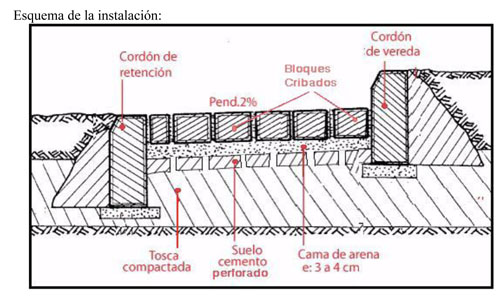 Esquema de la instalación:
Cordón de
retención
Pend.2%
Bloques
Cribados
Cordón
de vereda
Tosca
compactada
Suelo
cemento
perforado
Cama de arena
e: 3 a 4 cm